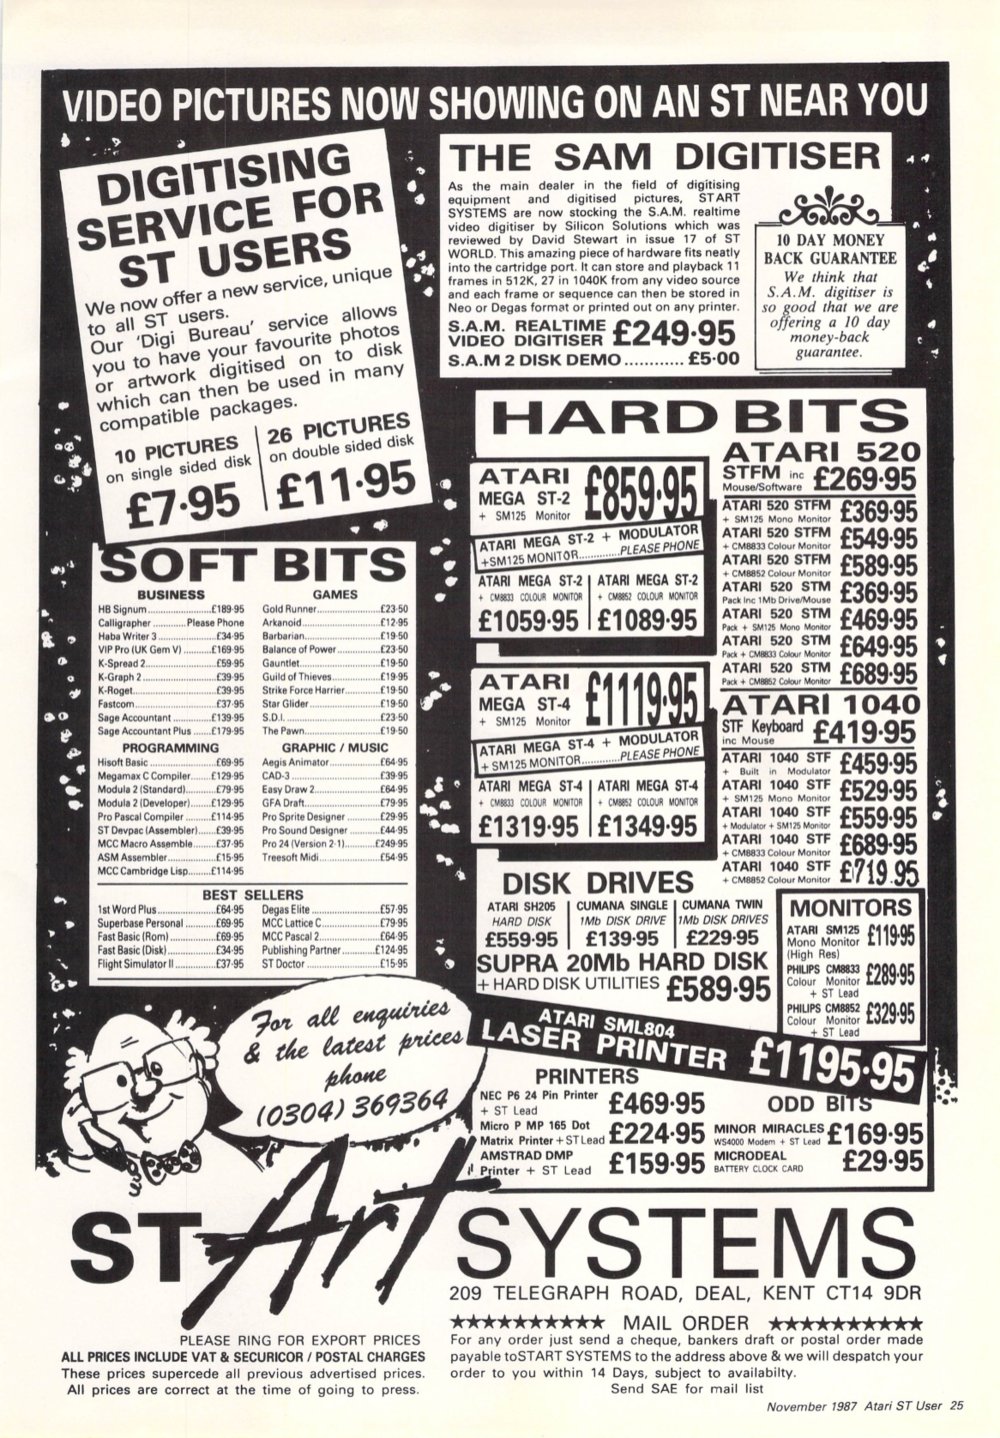 VIDEO PICTURES NOW SHOWING ON AN ST NEAR YOU
DIGITISING
SERVICE FOR
ST USERS
We now offer a new service, unique
to all ST users.
Our 'Digi Bureau' service allows
you to have your favourite photos
or artwork digitised on to disk
which can then be used in many
compatible packages.
10 PICTURES
on single sided disk
£7·95
26 PICTURES
on double sided disk
£11·95
THE SAM DIGITISER
As the main dealer in the field of digitising
equipment and digitised pictures, START
SYSTEMS are now stocking the S.A.M. realtime
video digitiser by Silicon Solutions which was
reviewed by David Stewart in issue 17 of ST
WORLD. This amazing piece of hardware fits neatly
into the cartridge port. It can store and playback 11
frames in 512K, 27 in 1040K from any video source
and each frame or sequence can then be stored in
Neo or Degas format or printed out on any printer.
S.A.M. REALTIME
VIDEO DIGITISER £249·95
S.A.M 2 DISK DEMO ............ £5·00
10 DAY MONEY
BACK GUARANTEE
We think that
S.A.M. digitiser is
so good that we are
offering a 10 day
money-back
guarantee.
SOFT BITS
BUSINESS
HB Signum ................ £189·95
Calligrapher ............ Please Phone
Haba Writer 3 ............... £34·95
VIP Pro (UK Gem V) ....... £169·95
K-Spread 2 .................. £59·95
K-Graph 2 ................... £39·95
K-Roget ..................... £39·95
Fastcom ..................... £37·95
Sage Accountant .......... £139·95
Sage Accountant Plus ...... £179·95
GAMES
Gold Runner ................ £23·50
Arkanoid ................... £12·95
Barbarian .................. £19·50
Balance of Power ........... £23·50
Gauntlet ................... £19·50
Guild of Thieves ........... £19·95
Strike Force Harrier ....... £19·50
Star Glider ................ £19·50
S.D.I. ..................... £23·50
The Pawn ................... £19·50
PROGRAMMING
Hisoft Basic ............... £69·95
Megamax C Compiler ........ £129·95
Modula 2 (Standard) ........ £79·95
Modula 2 (Developer) ...... £129·95
Pro Pascal Compiler ....... £114·95
ST Devpac (Assembler) ...... £39·95
MCC Macro Assemble ......... £37·95
ASM Assembler .............. £15·95
MCC Cambridge Lisp ........ £114·95
GRAPHIC / MUSIC
Aegis Animator ............. £64·95
CAD-3 ...................... £39·95
Easy Draw 2 ................ £64·95
GFA Draft .................. £79·95
Pro Sprite Designer ........ £29·95
Pro Sound Designer ......... £44·95
Pro 24 (Version 2·1) ...... £249·95
Treesoft Midi .............. £54·95
BEST SELLERS
1st Word Plus .............. £64·95
Superbase Personal ......... £69·95
Fast Basic (Rom) ........... £69·95
Fast Basic (Disk) .......... £34·95
Flight Simulator II ........ £37·95
Degas Elite ................ £57·95
MCC Lattice C .............. £79·95
MCC Pascal 2 ............... £64·95
Publishing Partner ........ £124·95
ST Doctor .................. £15·95
HARD BITS
ATARI
MEGA ST-2
+ SM125 Monitor
£859·95
ATARI MEGA ST-2 + MODULATOR
+SM125 MONITOR ............ PLEASE PHONE
ATARI MEGA ST-2
+ CM8833 COLOUR MONITOR
£1059·95
ATARI MEGA ST-2
+ CM8852 COLOUR MONITOR
£1089·95
ATARI
MEGA ST-4
+ SM125 Monitor
£1119·95
ATARI MEGA ST-4 + MODULATOR
+ SM125 MONITOR ............ PLEASE PHONE
ATARI MEGA ST-4
+ CM8833 COLOUR MONITOR
£1319·95
ATARI MEGA ST-4
+ CM8852 COLOUR MONITOR
£1349·95
ATARI 520
STFM inc
Mouse/Software £269·95
ATARI 520 STFM
+ SM125 Mono Monitor £369·95
ATARI 520 STFM
+ CM8833 Colour Monitor £549·95
ATARI 520 STFM
+ CM8852 Colour Monitor £589·95
ATARI 520 STM
Pack Inc 1Mb Drive/Mouse £369·95
ATARI 520 STM
Pack + SM125 Mono Monitor £469·95
ATARI 520 STM
Pack + CM8833 Colour Monitor £649·95
ATARI 520 STM
Pack + CM8852 Colour Monitor £689·95
ATARI 1040
STF Keyboard
inc Mouse £419·95
ATARI 1040 STF
+ Built in Modulator £459·95
ATARI 1040 STF
+ SM125 Mono Monitor £529·95
ATARI 1040 STF
+ Modulator + SM125 Monitor £559·95
ATARI 1040 STF
+ CM8833 Colour Monitor £689·95
ATARI 1040 STF
+ CM8852 Colour Monitor £719.95
DISK DRIVES
ATARI SH205
HARD DISK
£559·95
CUMANA SINGLE
1Mb DISK DRIVE
£139·95
CUMANA TWIN
1Mb DISK DRIVES
£229·95
SUPRA 20Mb HARD DISK
+ HARD DISK UTILITIES £589·95
MONITORS
ATARI SM125
Mono Monitor
(High Res)
£119·95
PHILIPS CM8833
Colour Monitor
+ ST Lead
£289·95
PHILIPS CM8852
Colour Monitor
+ ST Lead
£329·95
ATARI SML804
LASER PRINTER £1195·95
PRINTERS
NEC P6 24 Pin Printer
+ ST Lead £469·95
Micro P MP 165 Dot
Matrix Printer + ST Lead £224·95
AMSTRAD DMP
Printer + ST Lead £159·95
ODD BITS
MINOR MIRACLES
WS4000 Modem + ST Lead £169·95
MICRODEAL
BATTERY CLOCK CARD £29·95
For all enquiries
& the latest prices
phone
(0304) 369364
STArt SYSTEMS
209 TELEGRAPH ROAD, DEAL, KENT CT14 9DR
PLEASE RING FOR EXPORT PRICES
ALL PRICES INCLUDE VAT & SECURICOR / POSTAL CHARGES
These prices supercede all previous advertised prices.
All prices are correct at the time of going to press.
★★★★★★★★★★ MAIL ORDER ★★★★★★★★★★
For any order just send a cheque, bankers draft or postal order made
payable toSTART SYSTEMS to the address above & we will despatch your
order to you within 14 Days, subject to availabilty.
Send SAE for mail list
November 1987 Atari ST User 25